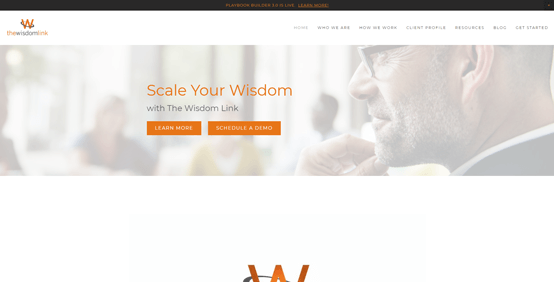 PLAYBOOK BUILDER 3.0 IS LIVE. LEARN MORE!
thewisdomlink
HOME WHO WE ARE HOW WE WORK CLIENT PROFILE RESOURCES BLOG GET STARTED
Scale Your Wisdom
with The Wisdom Link
LEARN MORE SCHEDULE A DEMO